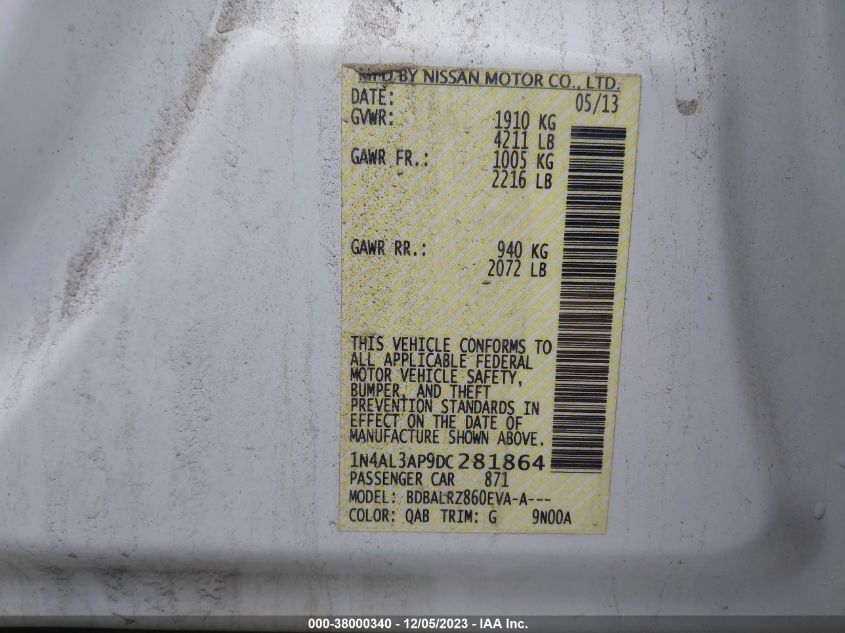 MFD BY NISSAN MOTOR CO., LTD.
DATE: 05/13
GVWR: 1910 KG
4211 LB
GAWR FR.: 1005 KG
2216 LB
GAWR RR.: 940 KG
2072 LB
THIS VEHICLE CONFORMS TO
ALL APPLICABLE FEDERAL
MOTOR VEHICLE SAFETY,
BUMPER, AND THEFT
PREVENTION STANDARDS IN
EFFECT ON THE DATE OF
MANUFACTURE SHOWN ABOVE.
1N4AL3AP9DC281864
PASSENGER CAR 871
MODEL: BDBALRZ860EVA-A---
COLOR: QAB TRIM: G 9N00A
000-38000340 - 12/05/2023 - IAA Inc.